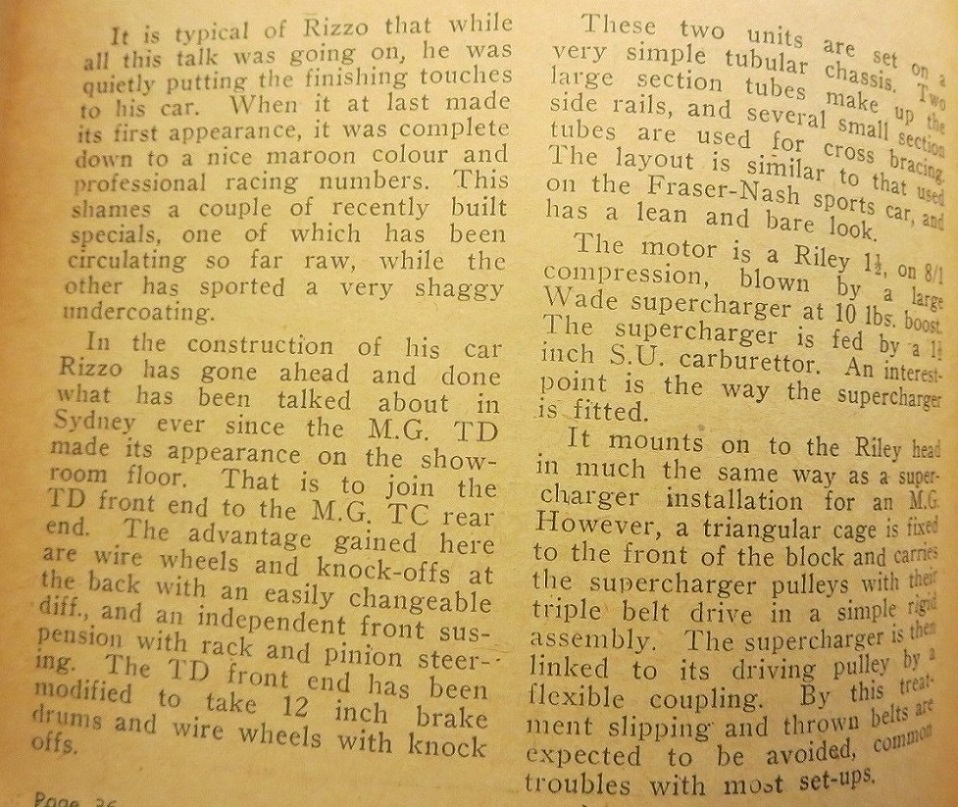 It is typical of Rizzo that while
all this talk was going on, he was
quietly putting the finishing touches
to his car. When it at last made
its first appearance, it was complete
down to a nice maroon colour and
professional racing numbers. This
shames a couple of recently built
specials, one of which has been
circulating so far raw, while the
other has sported a very shaggy
undercoating.
In the construction of his car
Rizzo has gone ahead and done
what has been talked about in
Sydney ever since the M.G. TD
made its appearance on the show-
room floor. That is to join the
TD front end to the M.G. TC rear
end. The advantage gained here
are wire wheels and knock-offs at
the back with an easily changeable
diff., and an independent front sus-
pension with rack and pinion steer-
ing. The TD front end has been
modified to take 12 inch brake
drums and wire wheels with knock
offs.
Page 36
These two units are set on a
very simple tubular chassis. Two
large section tubes make up the
side rails, and several small section
tubes are used for cross bracing.
The layout is similar to that used
on the Fraser-Nash sports car, and
has a lean and bare look.
The motor is a Riley 1½, on 8/1
compression, blown by a large
Wade supercharger at 10 lbs. boost.
The supercharger is fed by a 1½
inch S.U. carburettor. An interest-
point is the way the supercharger
is fitted.
It mounts on to the Riley head
in much the same way as a super-
charger installation for an M.G.
However, a triangular cage is fixed
to the front of the block and carries
the supercharger pulleys with their
triple belt drive in a simple rigid
assembly. The supercharger is then
linked to its driving pulley by a
flexible coupling. By this treat-
ment slipping and thrown belts are
expected to be avoided, common
troubles with most set-ups.